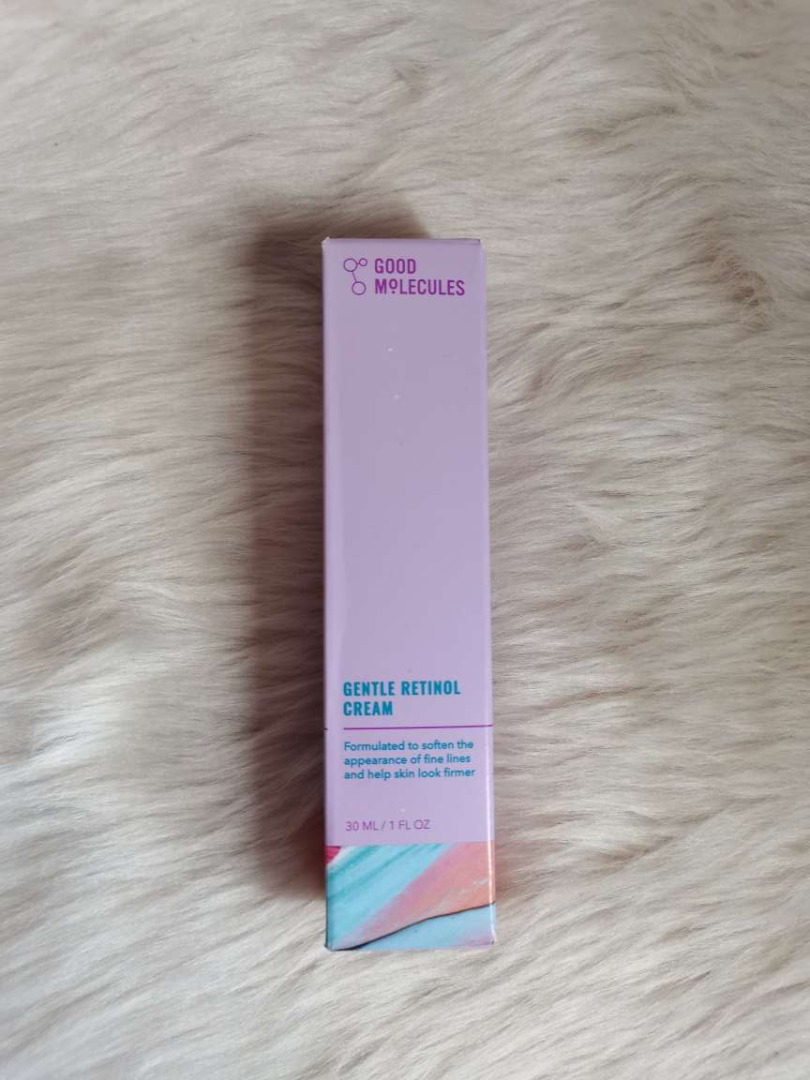 GOOD
MOLECULES
GENTLE RETINOL
CREAM
Formulated to soften the
appearance of fine lines
and help skin look firmer
30 ML / 1 FL OZ